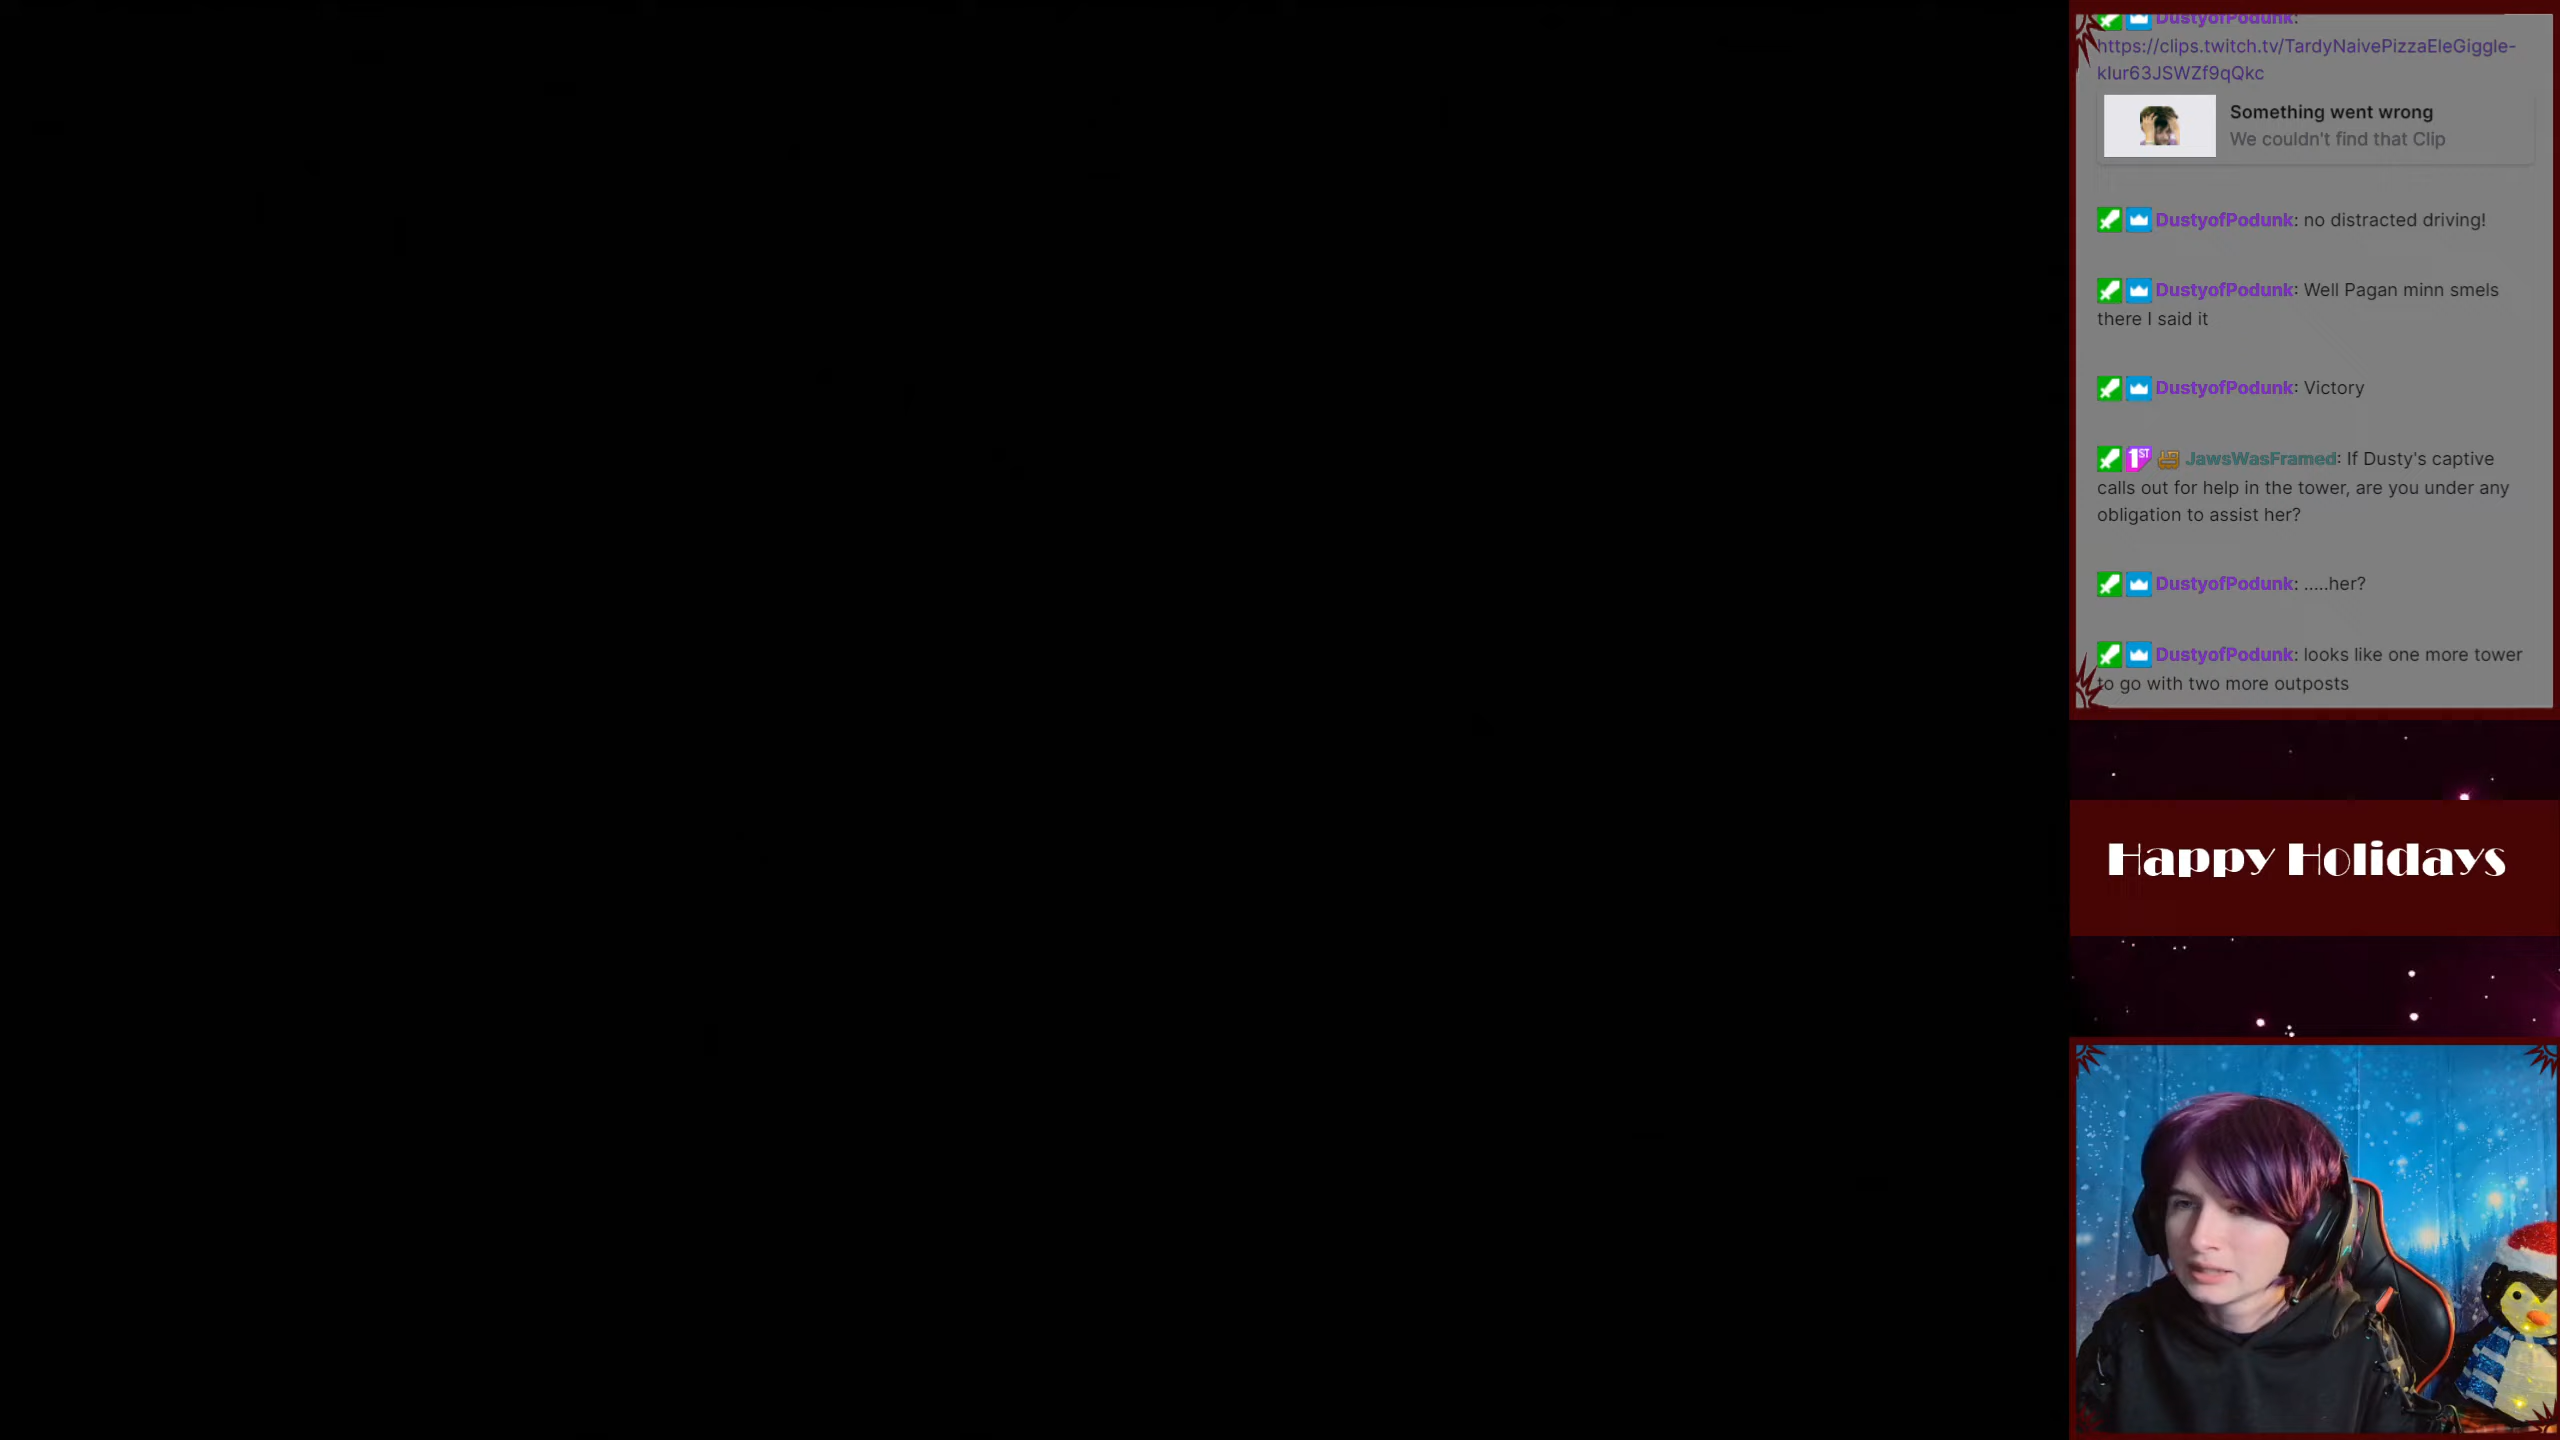 DustyofPodunk:
https://clips.twitch.tv/TardyNaivePizzaEleGiggle-
kIur63JSWZf9qQkc
Something went wrong
We couldn't find that Clip
DustyofPodunk: no distracted driving!
DustyofPodunk: Well Pagan minn smels
there I said it
DustyofPodunk: Victory
1ST JawsWasFramed: If Dusty's captive
calls out for help in the tower, are you under any
obligation to assist her?
DustyofPodunk: .....her?
DustyofPodunk: looks like one more tower
to go with two more outposts
Happy Holidays